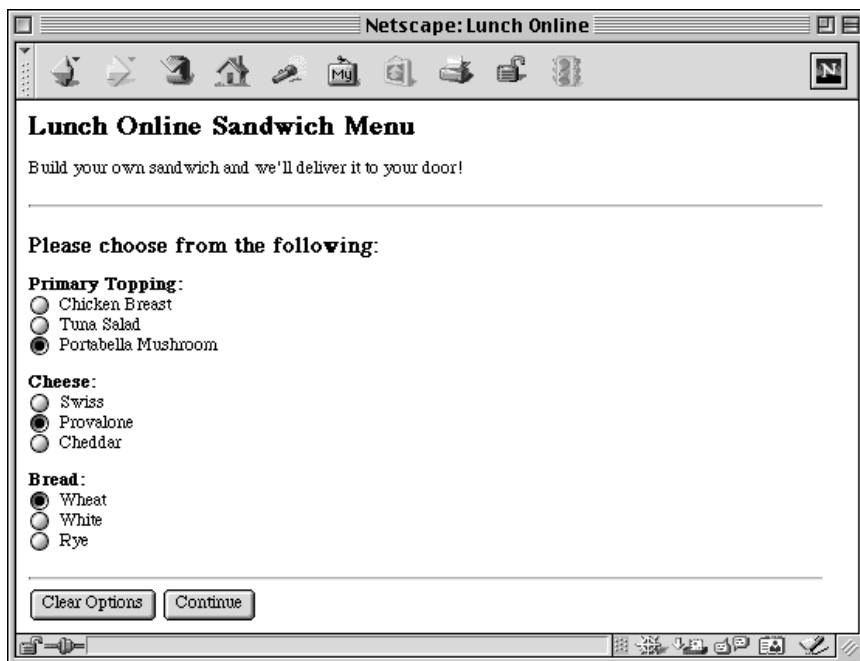 Netscape: Lunch Online
My
N
Lunch Online Sandwich Menu
Build your own sandwich and we'll deliver it to your door!
Please choose from the following:
Primary Topping:
Chicken Breast
Tuna Salad
Portabella Mushroom
Cheese:
Swiss
Provalone
Cheddar
Bread:
Wheat
White
Rye
Clear Options Continue